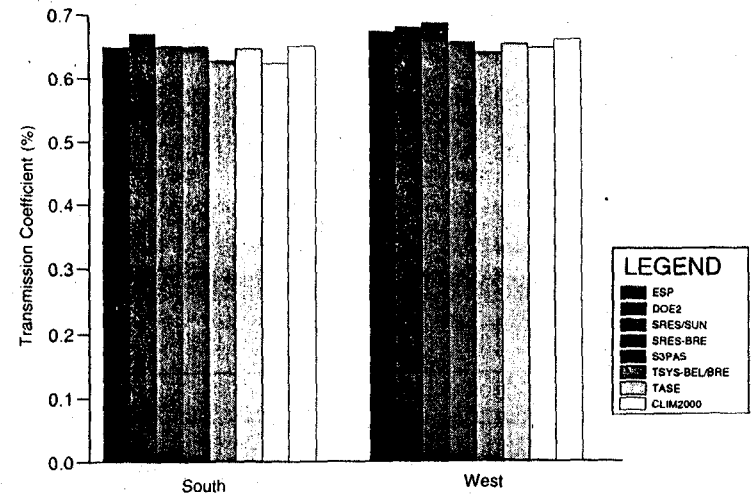 0.7
0.6
0.5
0.4
0.3
0.2
0.1
0.0
Transmission Coefficient (%)
South
West
LEGEND
ESP
DOE2
SRES/SUN
SRES-BRE
S3PAS
TSYS-BEL/BRE
TASE
CLIM2000